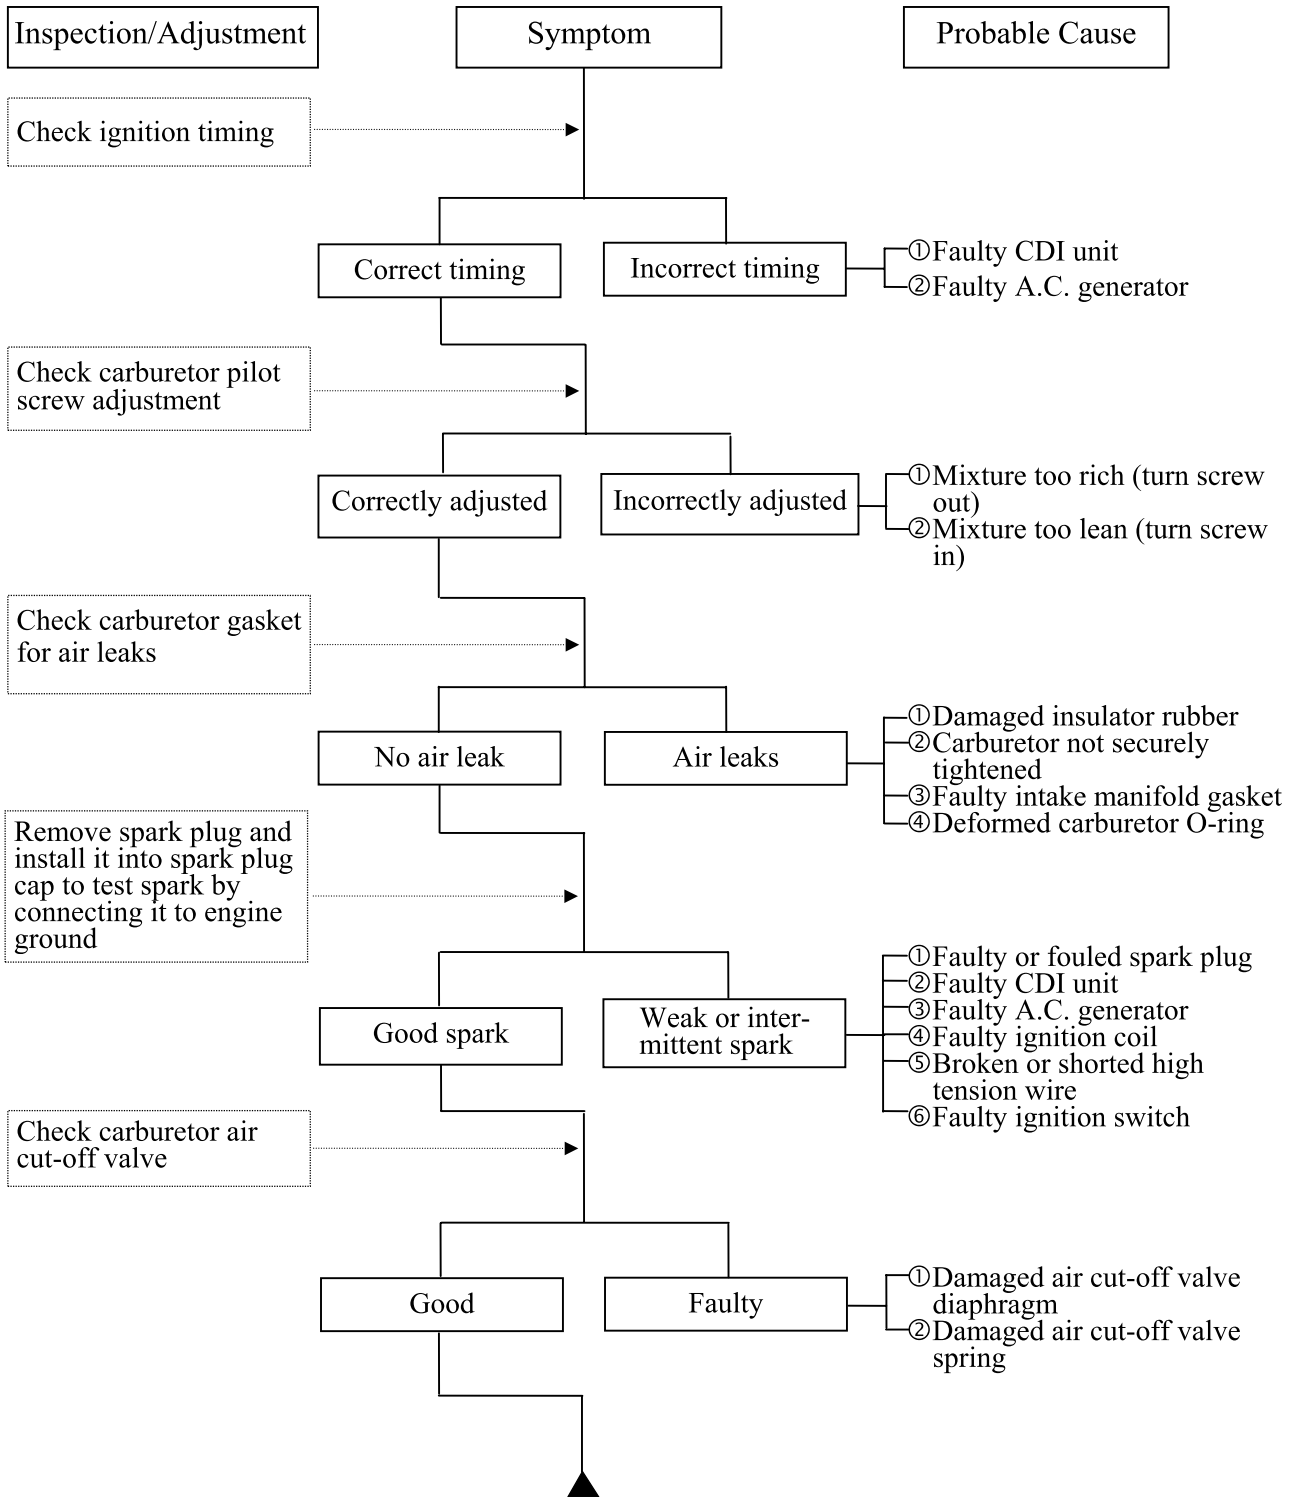 Inspection/Adjustment
Symptom
Probable Cause
Check ignition timing
Correct timing
Incorrect timing
①Faulty CDI unit
②Faulty A.C. generator
Check carburetor pilot
screw adjustment
Correctly adjusted
Incorrectly adjusted
①Mixture too rich (turn screw
out)
②Mixture too lean (turn screw
in)
Check carburetor gasket
for air leaks
No air leak
Air leaks
①Damaged insulator rubber
②Carburetor not securely
tightened
③Faulty intake manifold gasket
④Deformed carburetor O-ring
Remove spark plug and
install it into spark plug
cap to test spark by
connecting it to engine
ground
Good spark
Weak or inter-
mittent spark
①Faulty or fouled spark plug
②Faulty CDI unit
③Faulty A.C. generator
④Faulty ignition coil
⑤Broken or shorted high
tension wire
⑥Faulty ignition switch
Check carburetor air
cut-off valve
Good
Faulty
①Damaged air cut-off valve
diaphragm
②Damaged air cut-off valve
spring